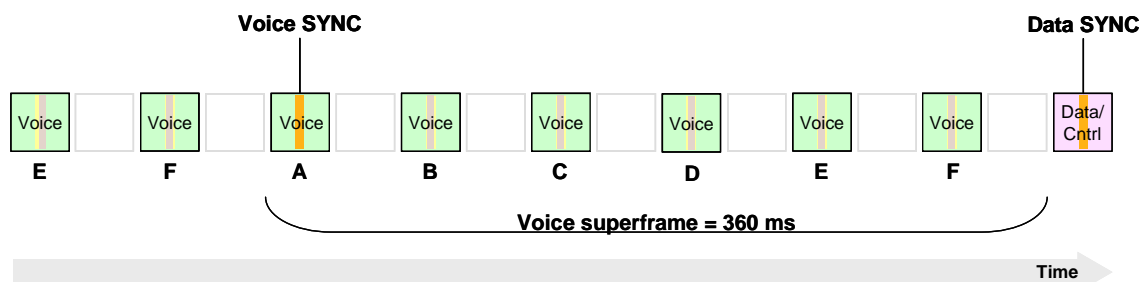 Voice SYNC
Data SYNC
Voice
Voice
Voice
Voice
Voice
Voice
Voice
Voice
Data/
Cntrl
E
F
A
B
C
D
E
F
Voice superframe = 360 ms
Time